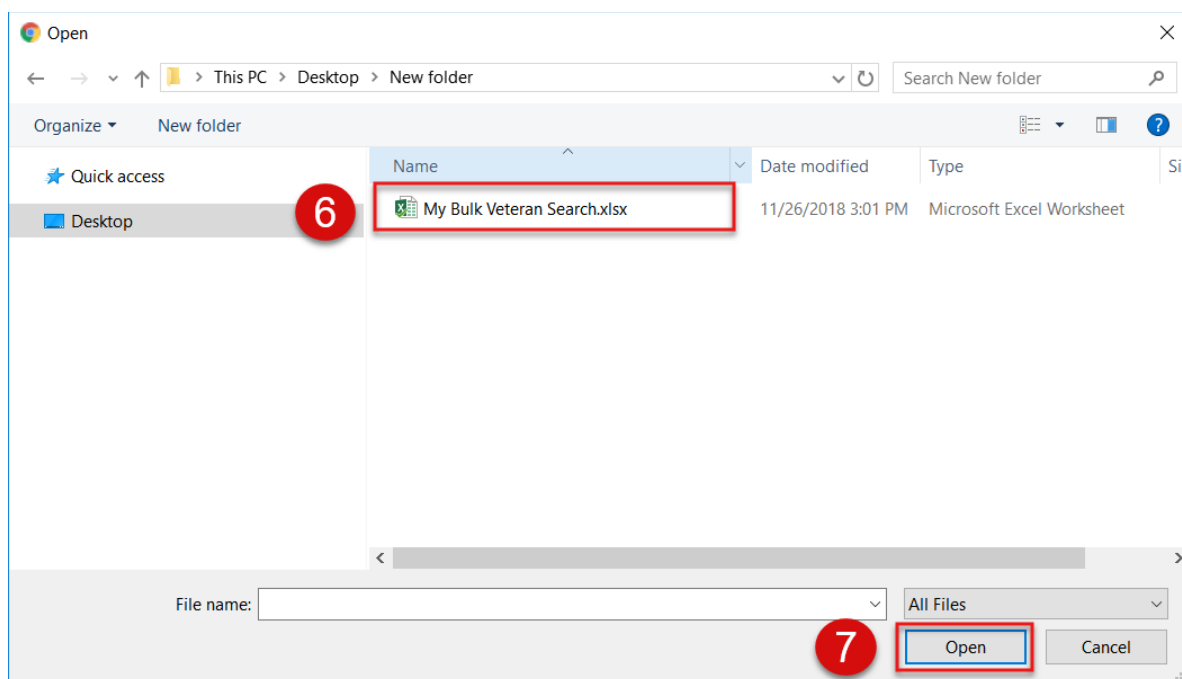 Open
This PC > Desktop > New folder
Search New folder
Organize
New folder
?
Name
Date modified
Type
Si
Quick access
Desktop
6
My Bulk Veteran Search.xlsx
11/26/2018 3:01 PM
Microsoft Excel Worksheet
File name:
All Files
7
Open
Cancel